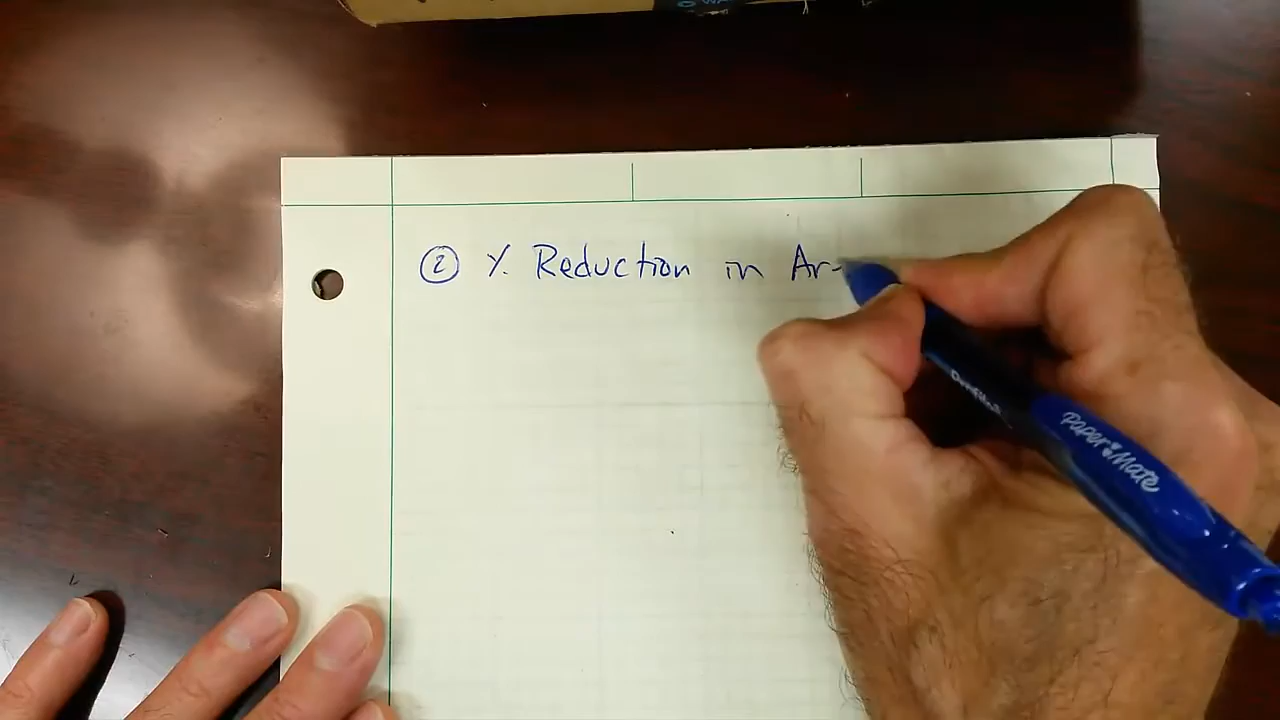 ② % Reduction in Ar
Paper Mate